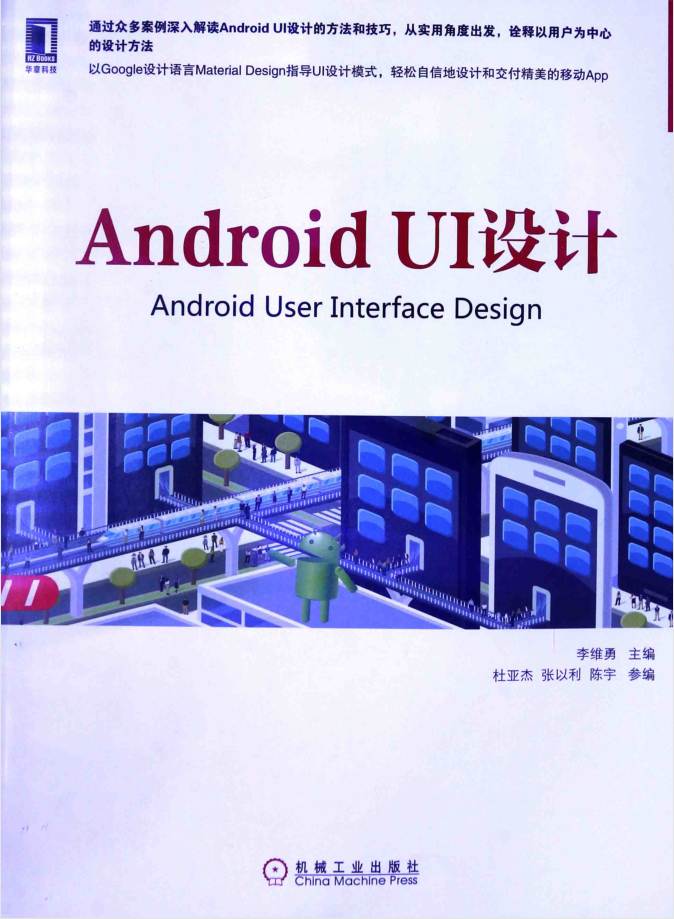 HZ BOOKS
华章科技
通过众多案例深入解读Android UI设计的方法和技巧，从实用角度出发，诠释以用户为中心
的设计方法
以Google设计语言Material Design指导UI设计模式，轻松自信地设计和交付精美的移动App
Android UI设计
Android User Interface Design
李维勇 主编
杜亚杰 张以利 陈宇 参编
机械工业出版社
China Machine Press